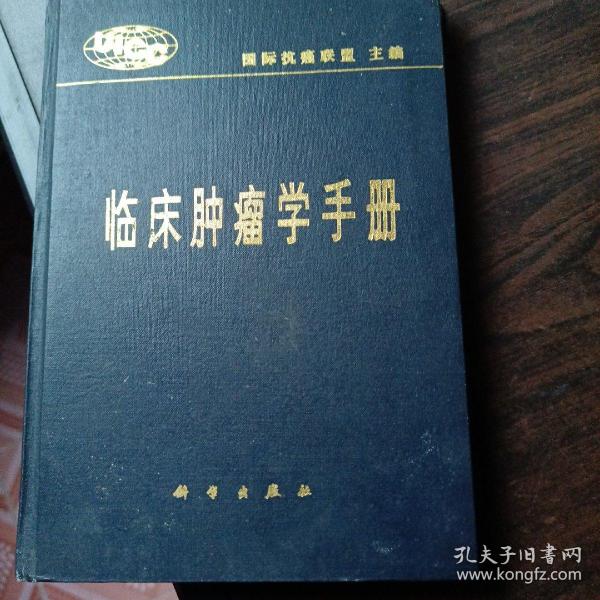 UICC
国际抗癌联盟 主编
临床肿瘤学手册
科学出版社
孔夫子旧书网
www.kongfz.com